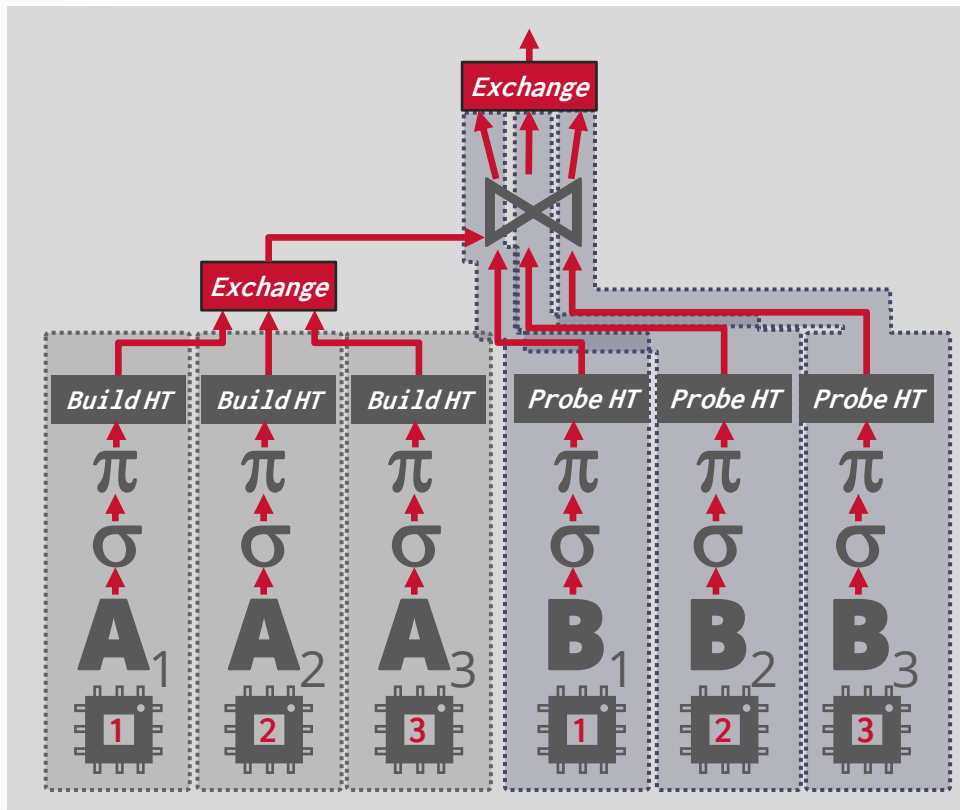 Exchange
Exchange
Build HT Build HT Build HT Probe HT Probe HT Probe HT
π π π π π π
σ σ σ σ σ σ
A1 A2 A3 B1 B2 B3
1 2 3 1 2 3